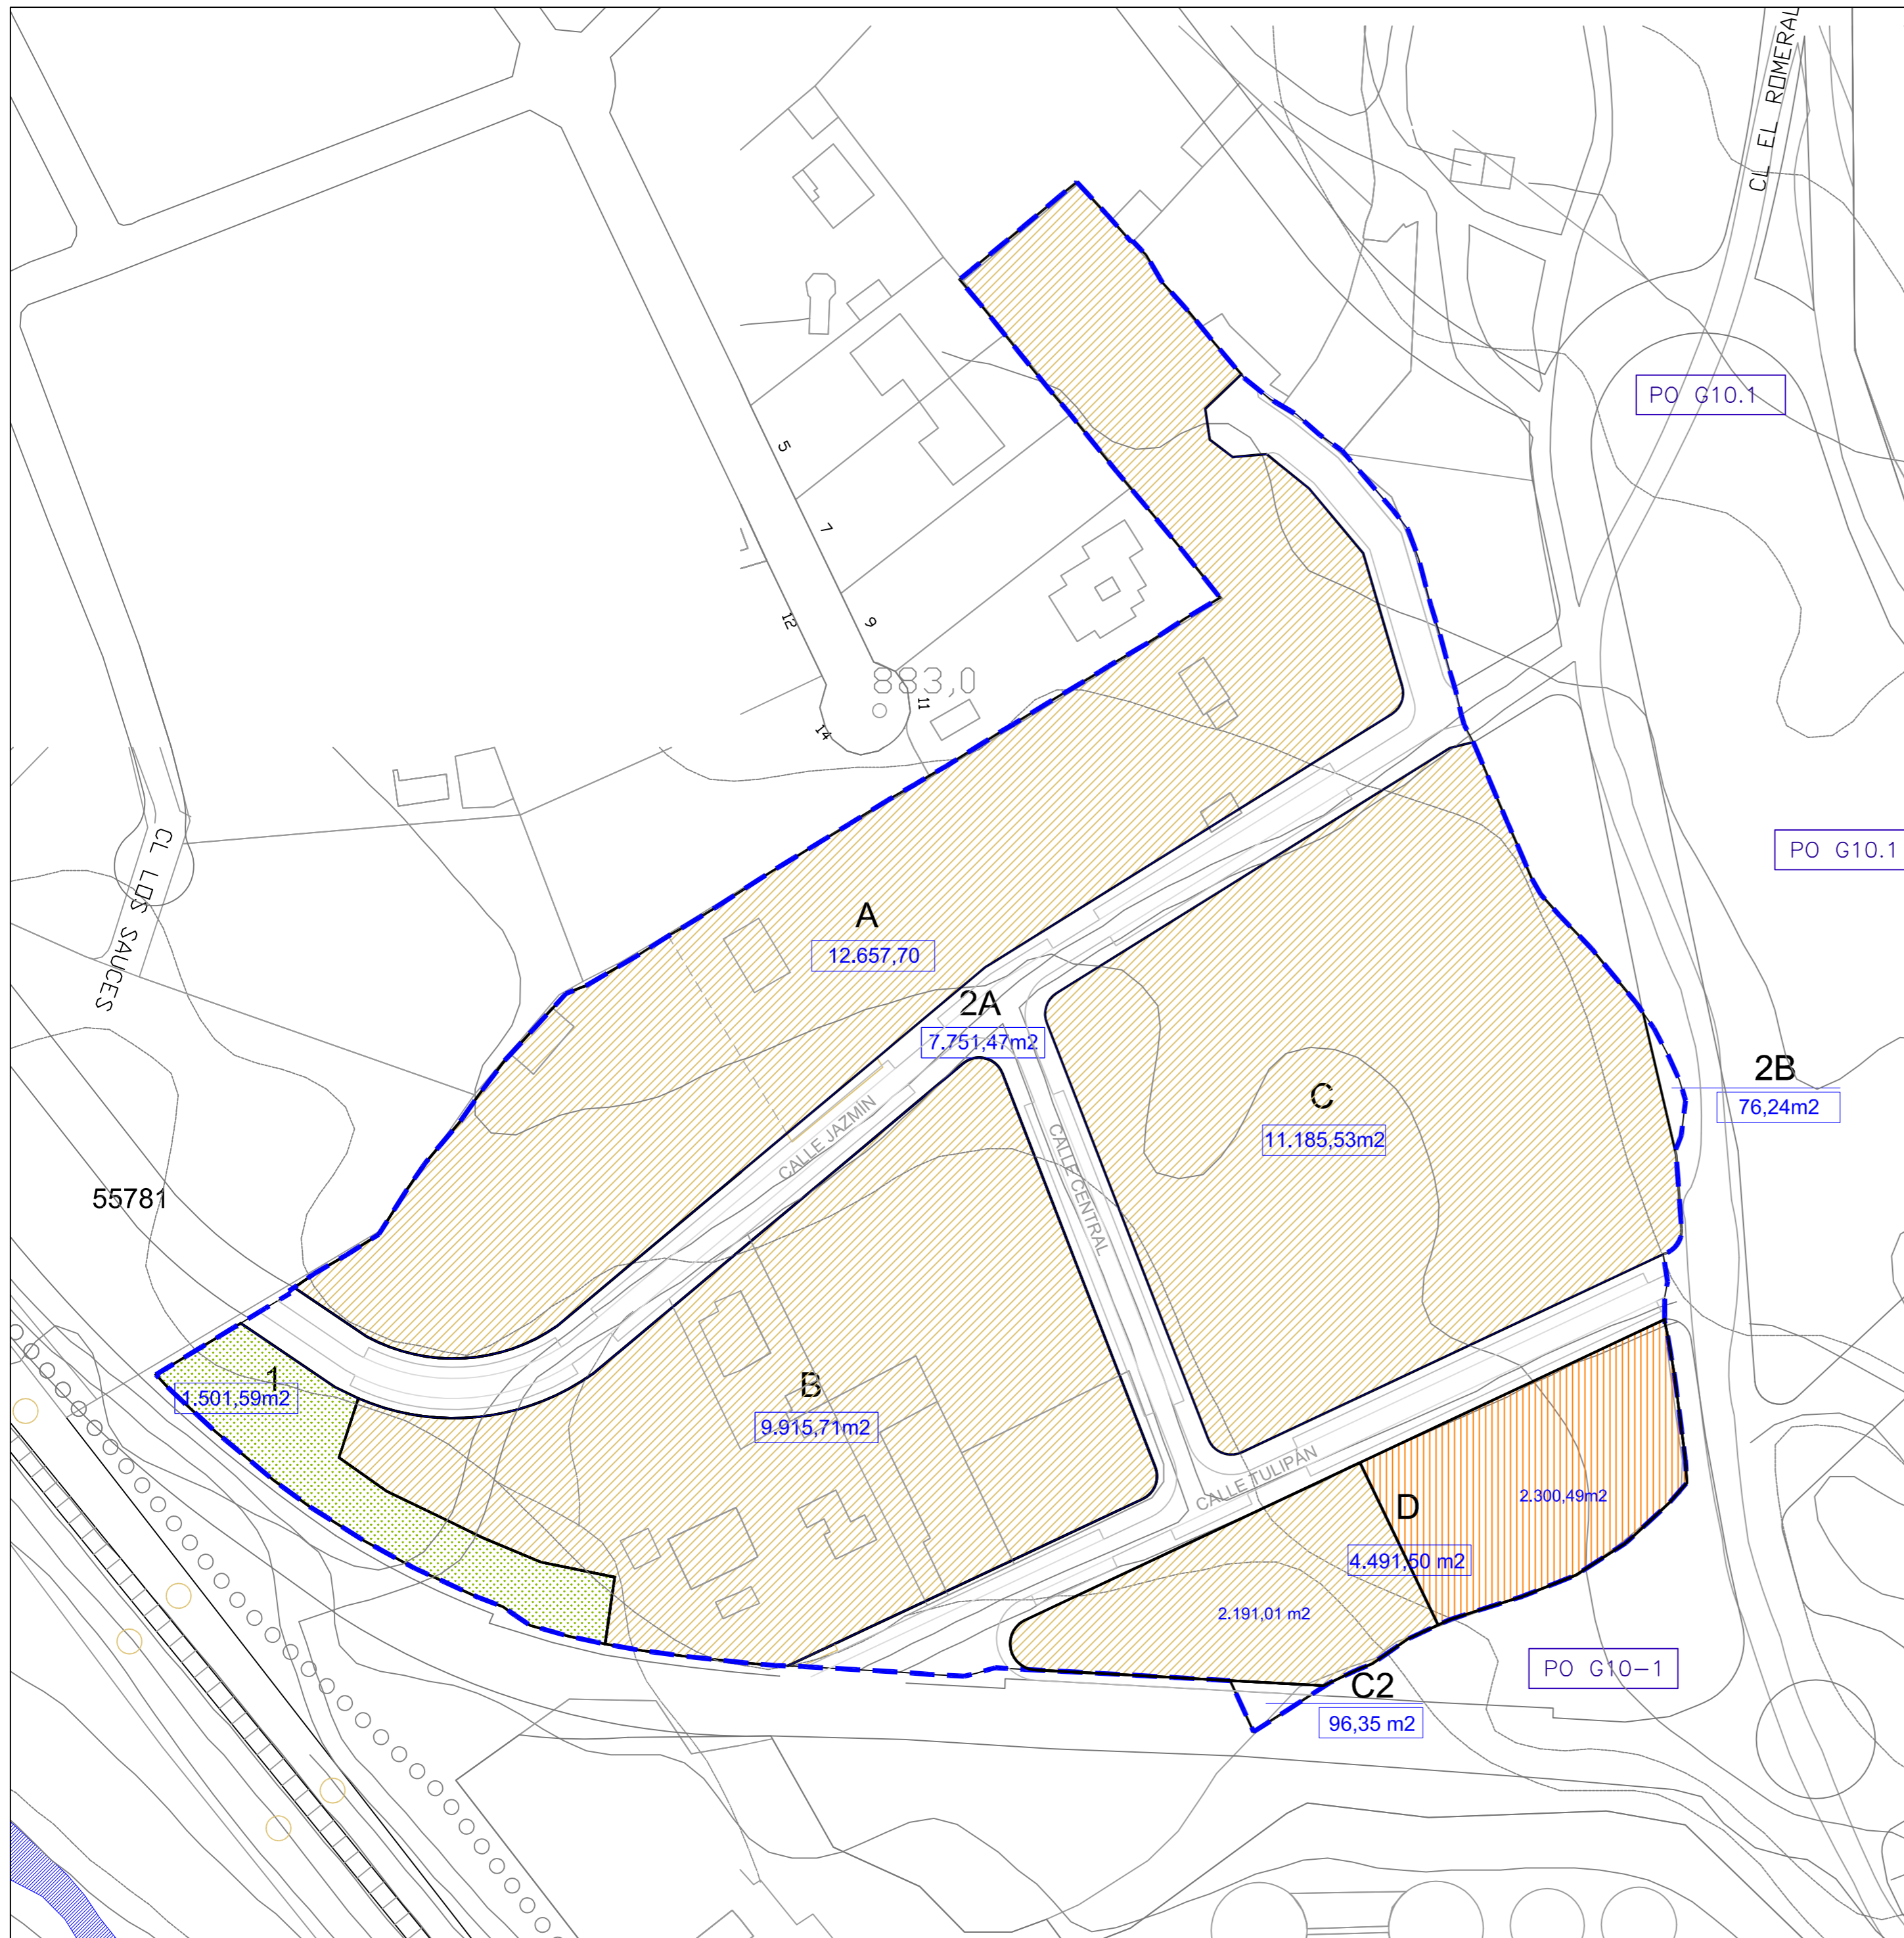 CL EL ROMERAL
PO G10.1
5
7
9
12
883,0
11
14
CL LOS SAUCES
PO G10.1
A
12.657,70
2A
7.751,47m2
2B
76,24m2
C
11.185,53m2
CALLE JAZMIN
CALLE CENTRAL
55781
1
1.501,59m2
B
9.915,71m2
CALLE TULIPAN
D
2.300,49m2
4.491,50 m2
2.191,01 m2
PO G10-1
C2
96,35 m2